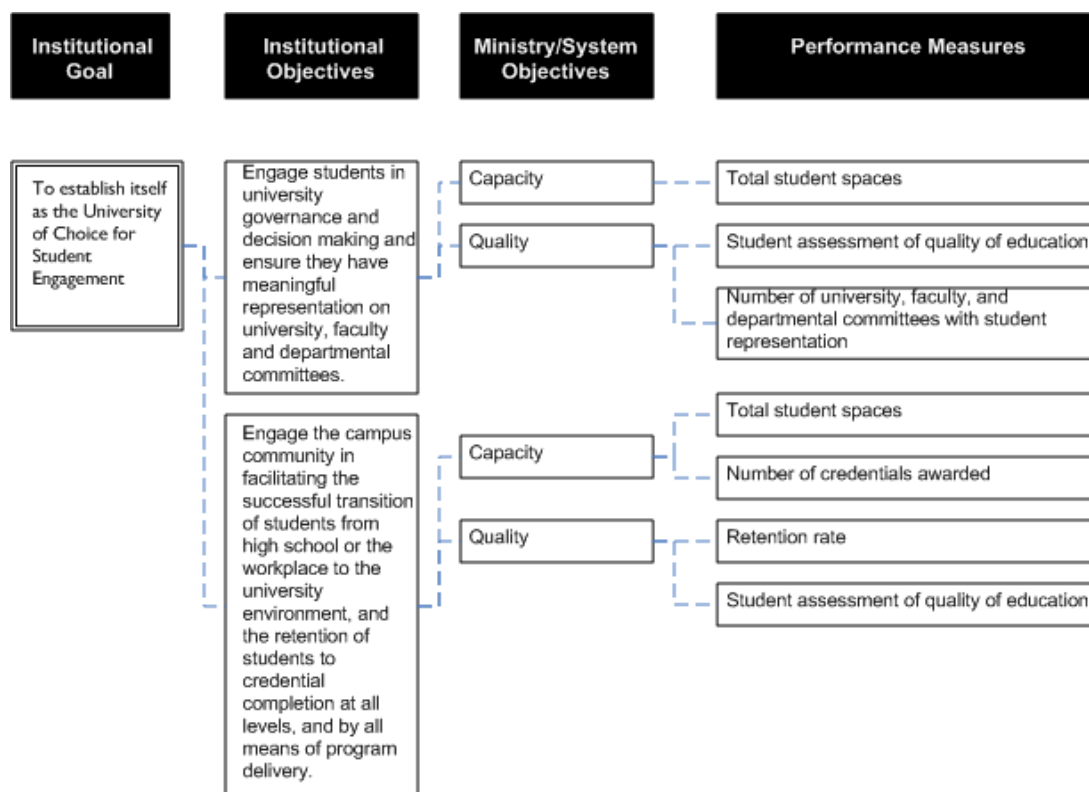 Institutional
Goal
Institutional
Objectives
Ministry/System
Objectives
Performance Measures
To establish itself
as the University
of Choice for
Student
Engagement
Engage students in
university
governance and
decision making and
ensure they have
meaningful
representation on
university, faculty
and departmental
committees.
Capacity
Total student spaces
Quality
Student assessment of quality of education
Number of university, faculty, and
departmental committees with student
representation
Engage the campus
community in
facilitating the
successful transition
of students from
high school or the
workplace to the
university
environment, and
the retention of
students to
credential
completion at all
levels, and by all
means of program
delivery.
Capacity
Total student spaces
Number of credentials awarded
Quality
Retention rate
Student assessment of quality of education